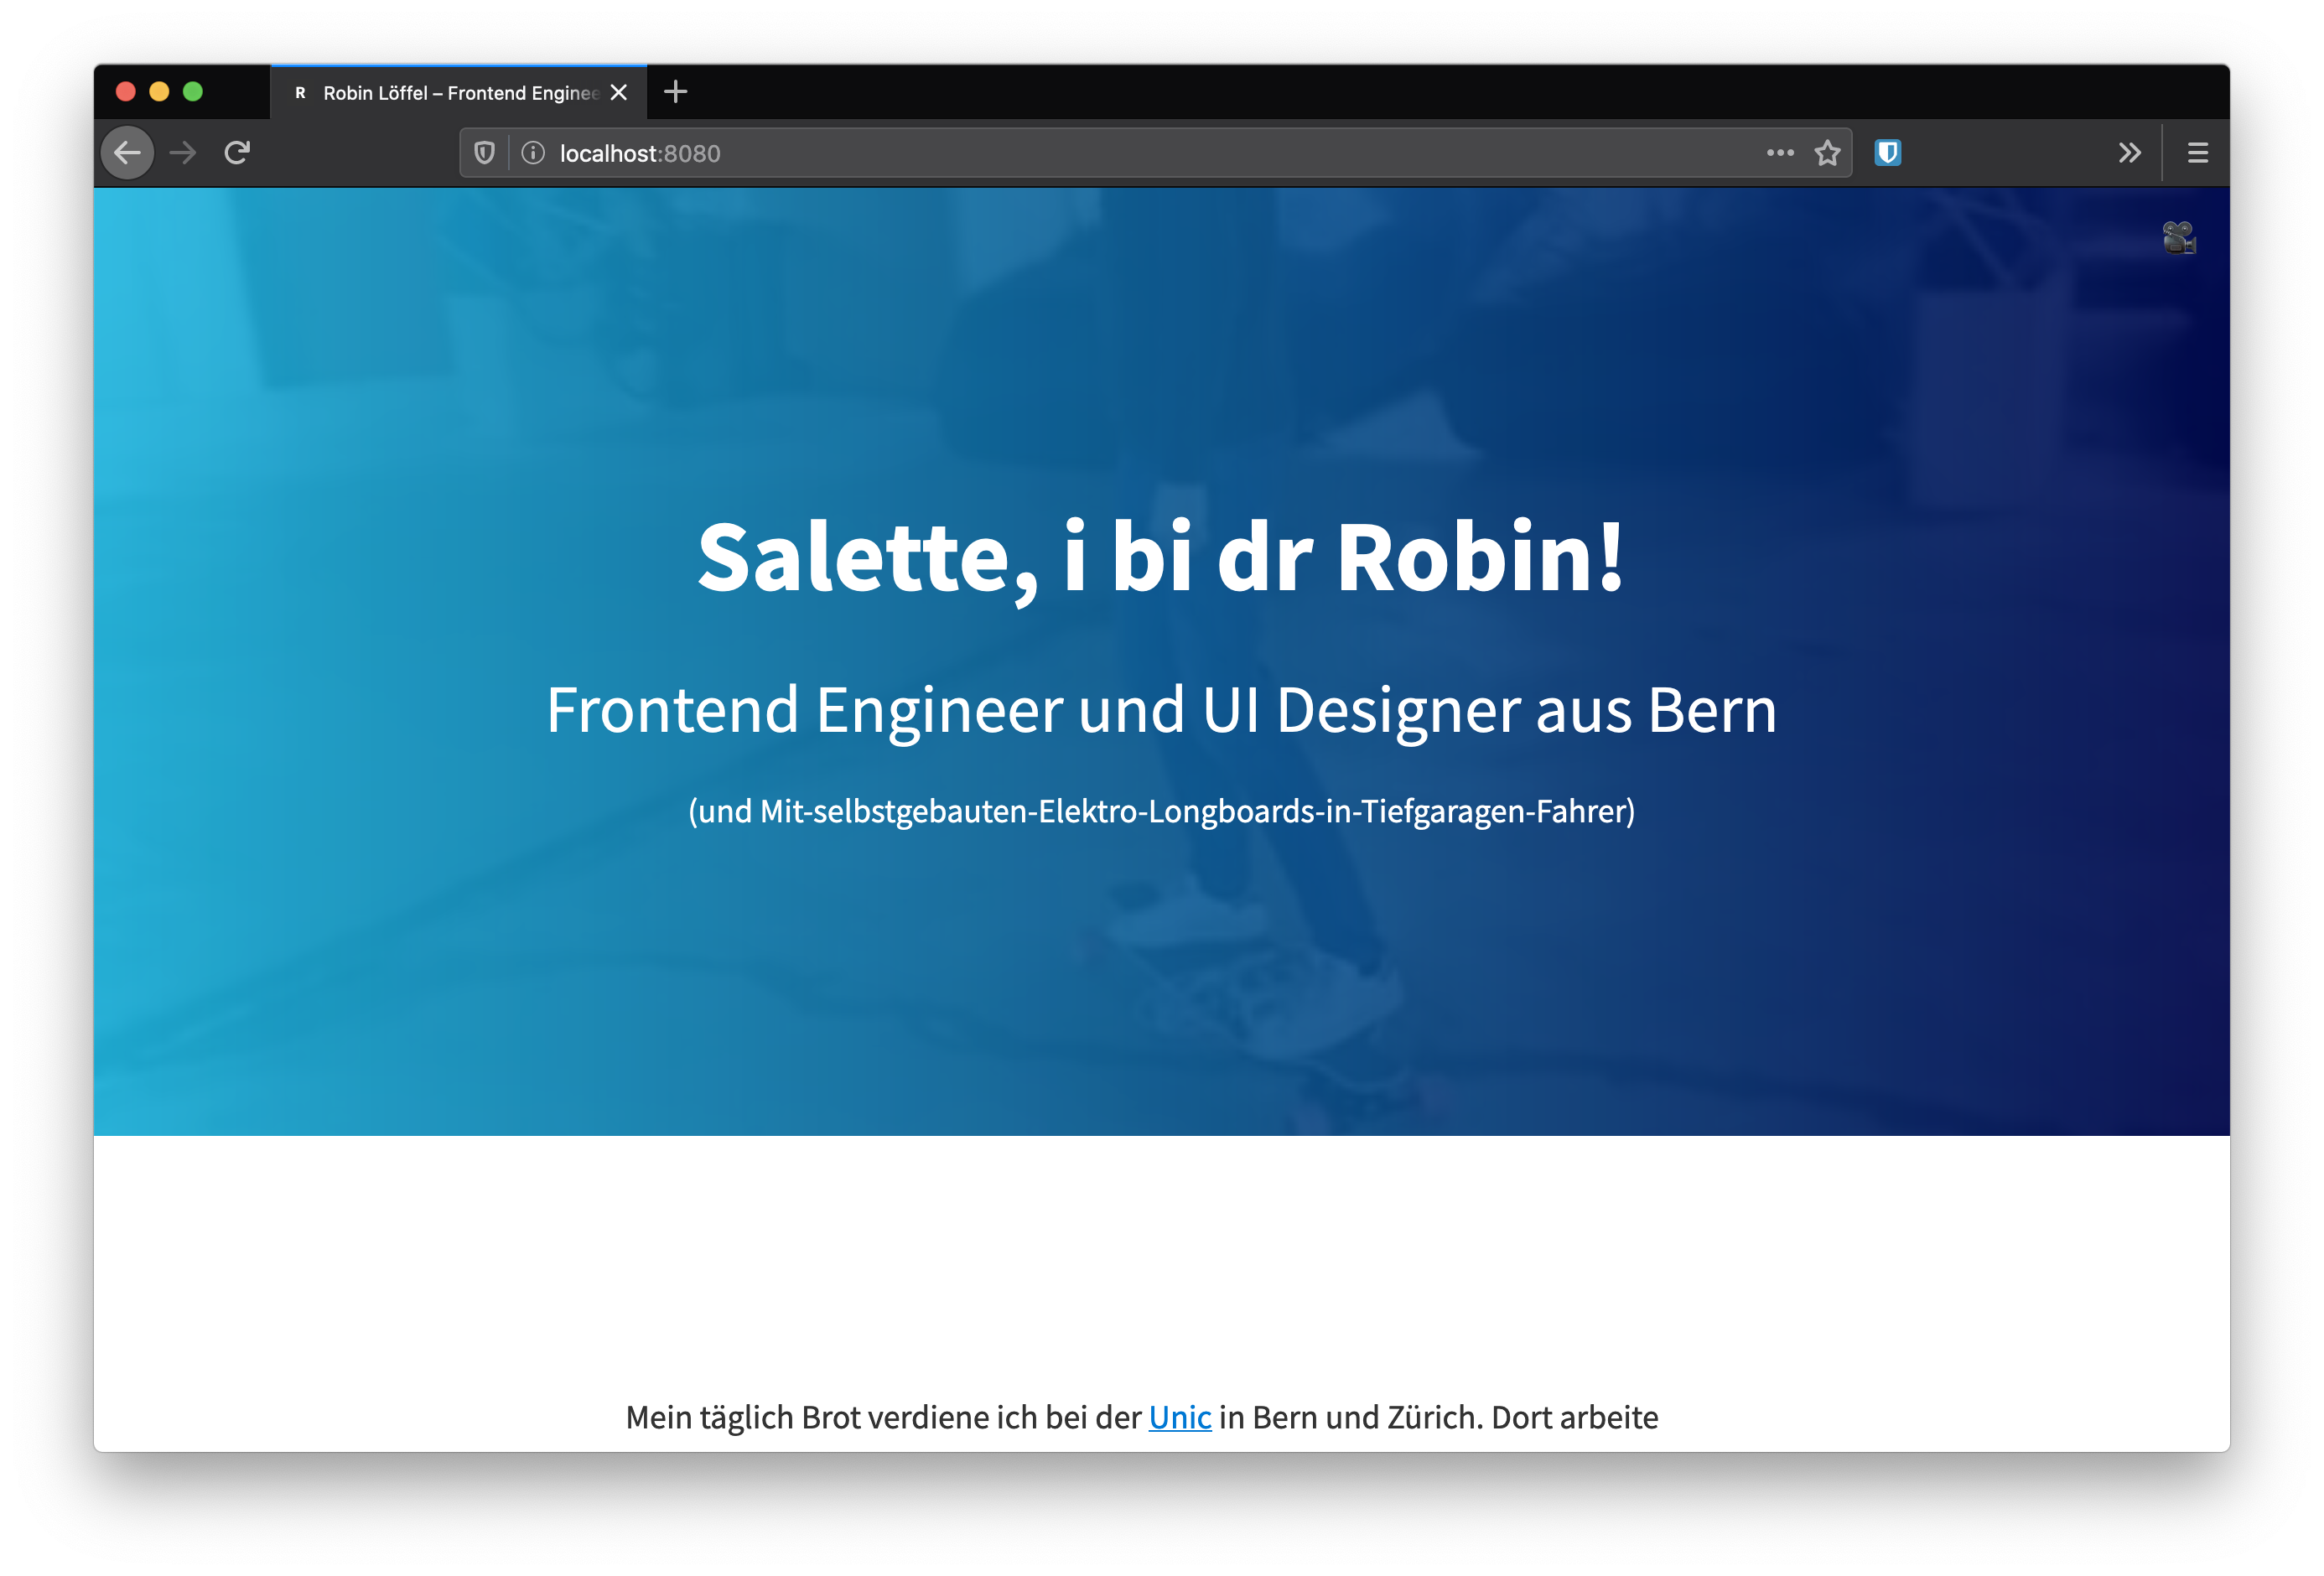 R Robin Löffel – Frontend Enginee
localhost:8080
Salette, i bi dr Robin!
Frontend Engineer und UI Designer aus Bern
(und Mit-selbstgebauten-Elektro-Longboards-in-Tiefgaragen-Fahrer)
Mein täglich Brot verdiene ich bei der Unic in Bern und Zürich. Dort arbeite